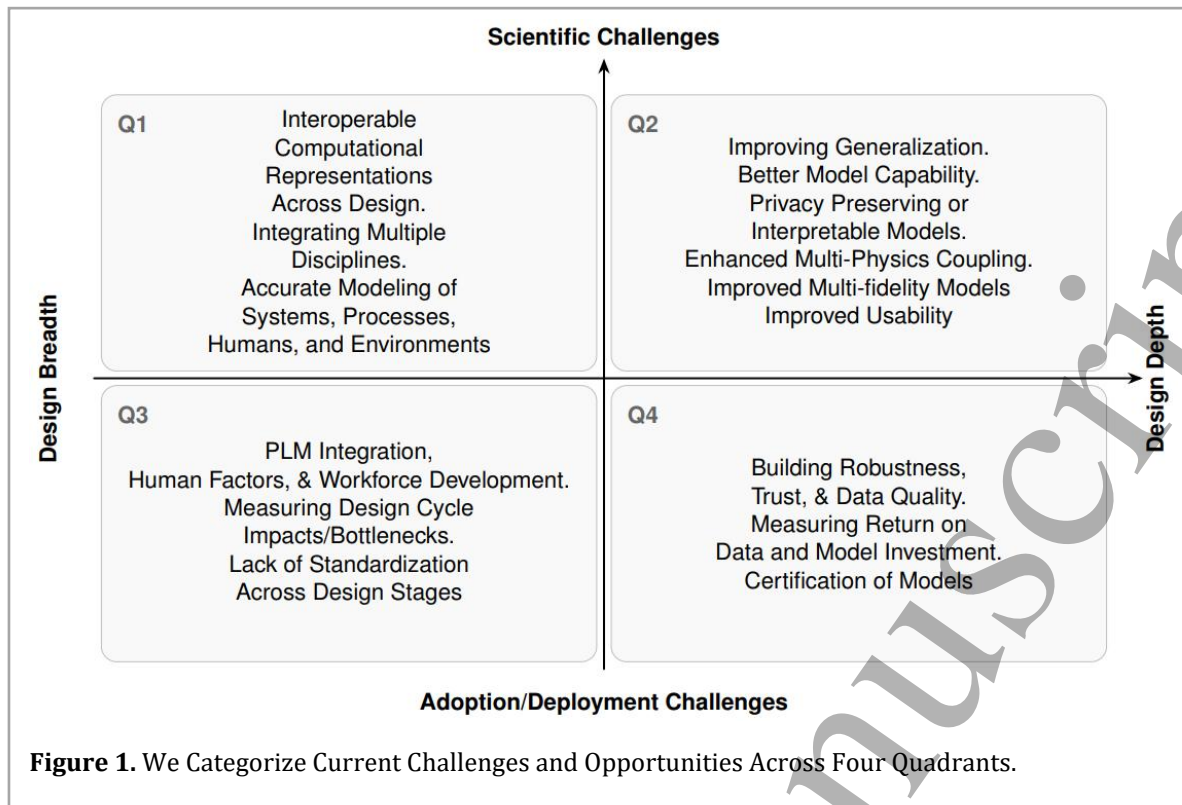 Scientific Challenges
Q1
Interoperable
Computational
Representations
Across Design.
Integrating Multiple
Disciplines.
Accurate Modeling of
Systems, Processes,
Humans, and Environments
Q2
Improving Generalization.
Better Model Capability.
Privacy Preserving or
Interpretable Models.
Enhanced Multi-Physics Coupling.
Improved Multi-fidelity Models
Improved Usability
Design Breadth
Design Depth
Q3
PLM Integration,
Human Factors, & Workforce Development.
Measuring Design Cycle
Impacts/Bottlenecks.
Lack of Standardization
Across Design Stages
Q4
Building Robustness,
Trust, & Data Quality.
Measuring Return on
Data and Model Investment.
Certification of Models
Adoption/Deployment Challenges
Figure 1. We Categorize Current Challenges and Opportunities Across Four Quadrants.
nuscrip